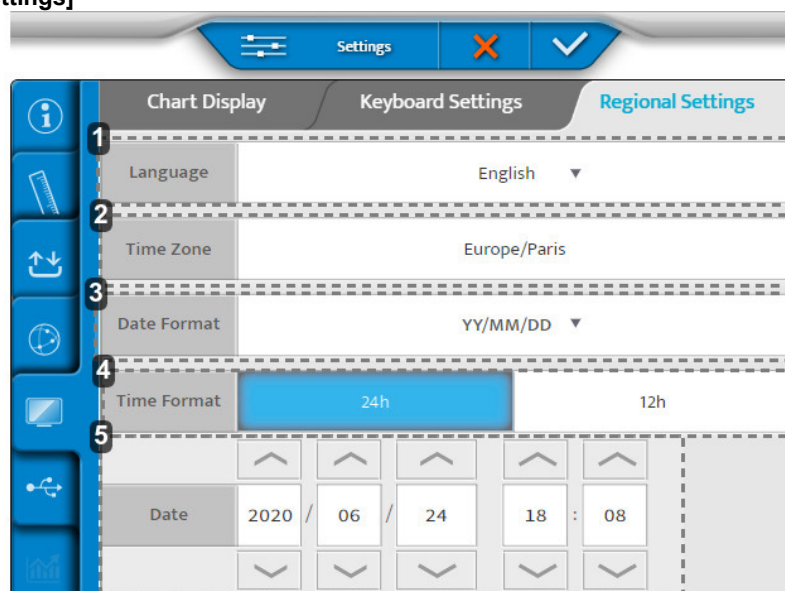 ttings]
Settings
Chart Display Keyboard Settings Regional Settings
1
Language English
2
Time Zone Europe/Paris
3
Date Format YY/MM/DD
4
Time Format 24h 12h
5
Date 2020 / 06 / 24 18 : 08